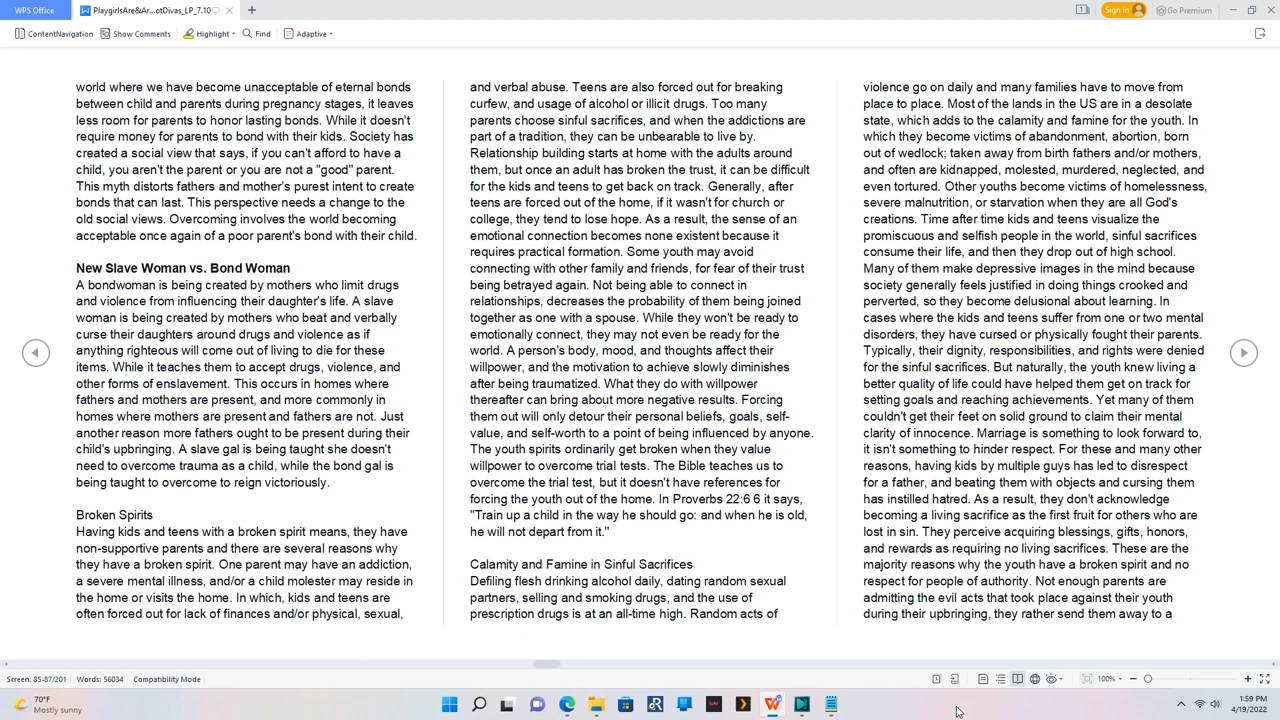 WPS Office
PlaygirlsAre&Ar...otDivas_LP_7.10
1
Sign in
Go Premium
ContentNavigation
Show Comments
Highlight
Find
Adaptive
world where we have become unacceptable of eternal bonds
between child and parents during pregnancy stages, it leaves
less room for parents to honor lasting bonds. While it doesn't
require money for parents to bond with their kids. Society has
created a social view that says, if you can't afford to have a
child, you aren't the parent or you are not a "good" parent.
This myth distorts fathers and mother's purest intent to create
bonds that can last. This perspective needs a change to the
old social views. Overcoming involves the world becoming
acceptable once again of a poor parent's bond with their child.
New Slave Woman vs. Bond Woman
A bondwoman is being created by mothers who limit drugs
and violence from influencing their daughter's life. A slave
woman is being created by mothers who beat and verbally
curse their daughters around drugs and violence as if
anything righteous will come out of living to die for these
items. While it teaches them to accept drugs, violence, and
other forms of enslavement. This occurs in homes where
fathers and mothers are present, and more commonly in
homes where mothers are present and fathers are not. Just
another reason more fathers ought to be present during their
child's upbringing. A slave gal is being taught she doesn't
need to overcome trauma as a child, while the bond gal is
being taught to overcome to reign victoriously.
Broken Spirits
Having kids and teens with a broken spirit means, they have
non-supportive parents and there are several reasons why
they have a broken spirit. One parent may have an addiction,
a severe mental illness, and/or a child molester may reside in
the home or visits the home. In which, kids and teens are
often forced out for lack of finances and/or physical, sexual,
and verbal abuse. Teens are also forced out for breaking
curfew, and usage of alcohol or illicit drugs. Too many
parents choose sinful sacrifices, and when the addictions are
part of a tradition, they can be unbearable to live by.
Relationship building starts at home with the adults around
them, but once an adult has broken the trust, it can be difficult
for the kids and teens to get back on track. Generally, after
teens are forced out of the home, if it wasn't for church or
college, they tend to lose hope. As a result, the sense of an
emotional connection becomes none existent because it
requires practical formation. Some youth may avoid
connecting with other family and friends, for fear of their trust
being betrayed again. Not being able to connect in
relationships, decreases the probability of them being joined
together as one with a spouse. While they won't be ready to
emotionally connect, they may not even be ready for the
world. A person's body, mood, and thoughts affect their
willpower, and the motivation to achieve slowly diminishes
after being traumatized. What they do with willpower
thereafter can bring about more negative results. Forcing
them out will only detour their personal beliefs, goals, self-
value, and self-worth to a point of being influenced by anyone.
The youth spirits ordinarily get broken when they value
willpower to overcome trial tests. The Bible teaches us to
overcome the trial test, but it doesn't have references for
forcing the youth out of the home. In Proverbs 22:6 6 it says,
"Train up a child in the way he should go: and when he is old,
he will not depart from it."
Calamity and Famine in Sinful Sacrifices
Defiling flesh drinking alcohol daily, dating random sexual
partners, selling and smoking drugs, and the use of
prescription drugs is at an all-time high. Random acts of
violence go on daily and many families have to move from
place to place. Most of the lands in the US are in a desolate
state, which adds to the calamity and famine for the youth. In
which they become victims of abandonment, abortion, born
out of wedlock; taken away from birth fathers and/or mothers,
and often are kidnapped, molested, murdered, neglected, and
even tortured. Other youths become victims of homelessness,
severe malnutrition, or starvation when they are all God's
creations. Time after time kids and teens visualize the
promiscuous and selfish people in the world, sinful sacrifices
consume their life, and then they drop out of high school.
Many of them make depressive images in the mind because
society generally feels justified in doing things crooked and
perverted, so they become delusional about learning. In
cases where the kids and teens suffer from one or two mental
disorders, they have cursed or physically fought their parents.
Typically, their dignity, responsibilities, and rights were denied
for the sinful sacrifices. But naturally, the youth knew living a
better quality of life could have helped them get on track for
setting goals and reaching achievements. Yet many of them
couldn't get their feet on solid ground to claim their mental
clarity of innocence. Marriage is something to look forward to,
it isn't something to hinder respect. For these and many other
reasons, having kids by multiple guys has led to disrespect
for a father, and beating them with objects and cursing them
has instilled hatred. As a result, they don't acknowledge
becoming a living sacrifice as the first fruit for others who are
lost in sin. They perceive acquiring blessings, gifts, honors,
and rewards as requiring no living sacrifices. These are the
majority reasons why the youth have a broken spirit and no
respect for people of authority. Not enough parents are
admitting the evil acts that took place against their youth
during their upbringing, they rather send them away to a
Screen: 85-87/201 Words: 56034 Compatibility Mode
100%
70°F
Mostly sunny
1:59 PM
4/19/2022